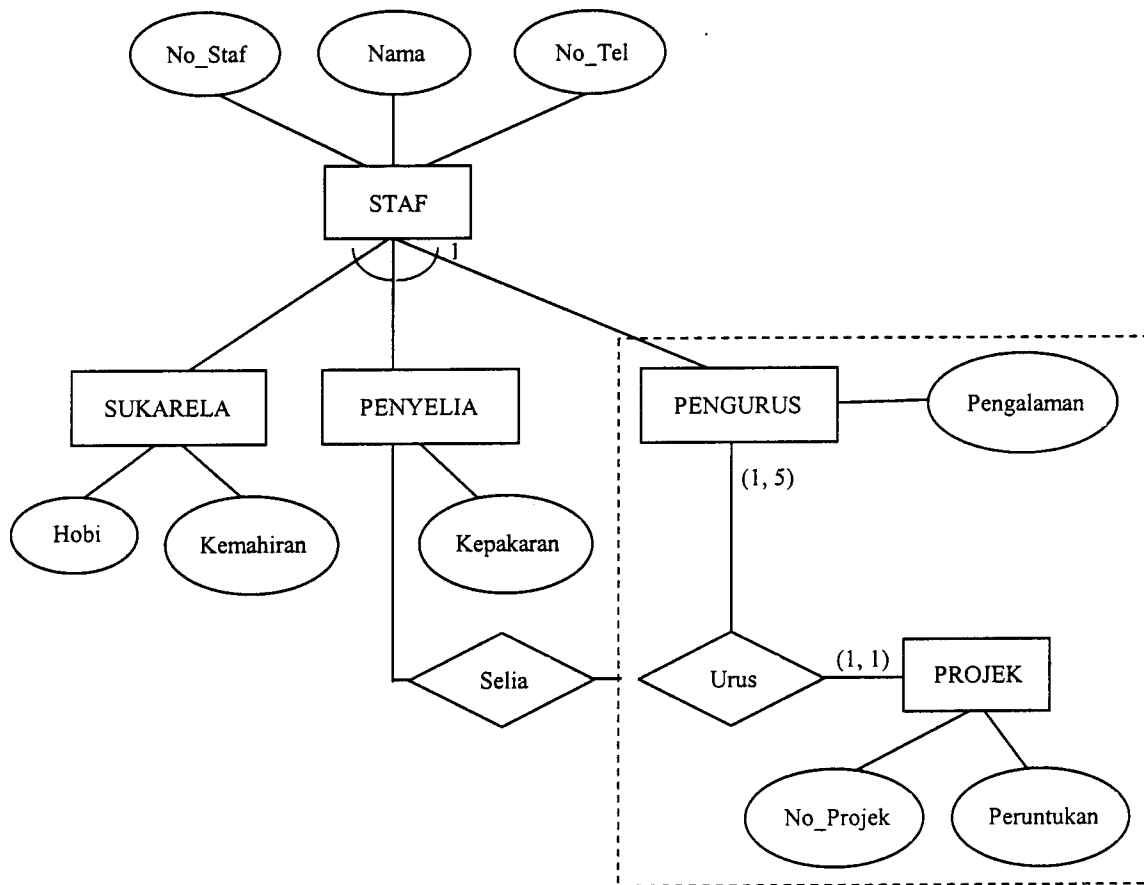 No_Staf
Nama
No_Tel
STAF
1
SUKARELA
PENYELIA
PENGURUS
Pengalaman
(1, 5)
Hobi
Kemahiran
Kepakaran
Selia
Urus
(1, 1)
PROJEK
No_Projek
Peruntukan